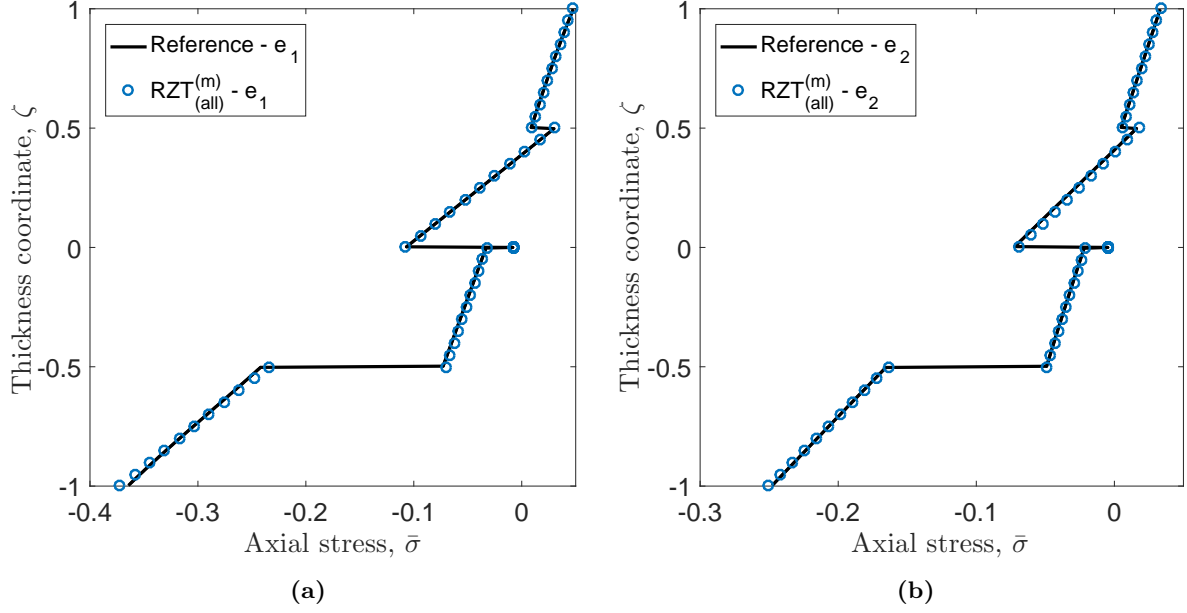 Thickness coordinate, ζ
1
0.5
0
-0.5
-1
Reference - e₁
RZT₍ₐₗₗ₎⁽ᵐ⁾ - e₁
-0.4 -0.3 -0.2 -0.1 0
Axial stress, σ̄
(a)
Thickness coordinate, ζ
1
0.5
0
-0.5
-1
Reference - e₂
RZT₍ₐₗₗ₎⁽ᵐ⁾ - e₂
-0.3 -0.2 -0.1 0
Axial stress, σ̄
(b)